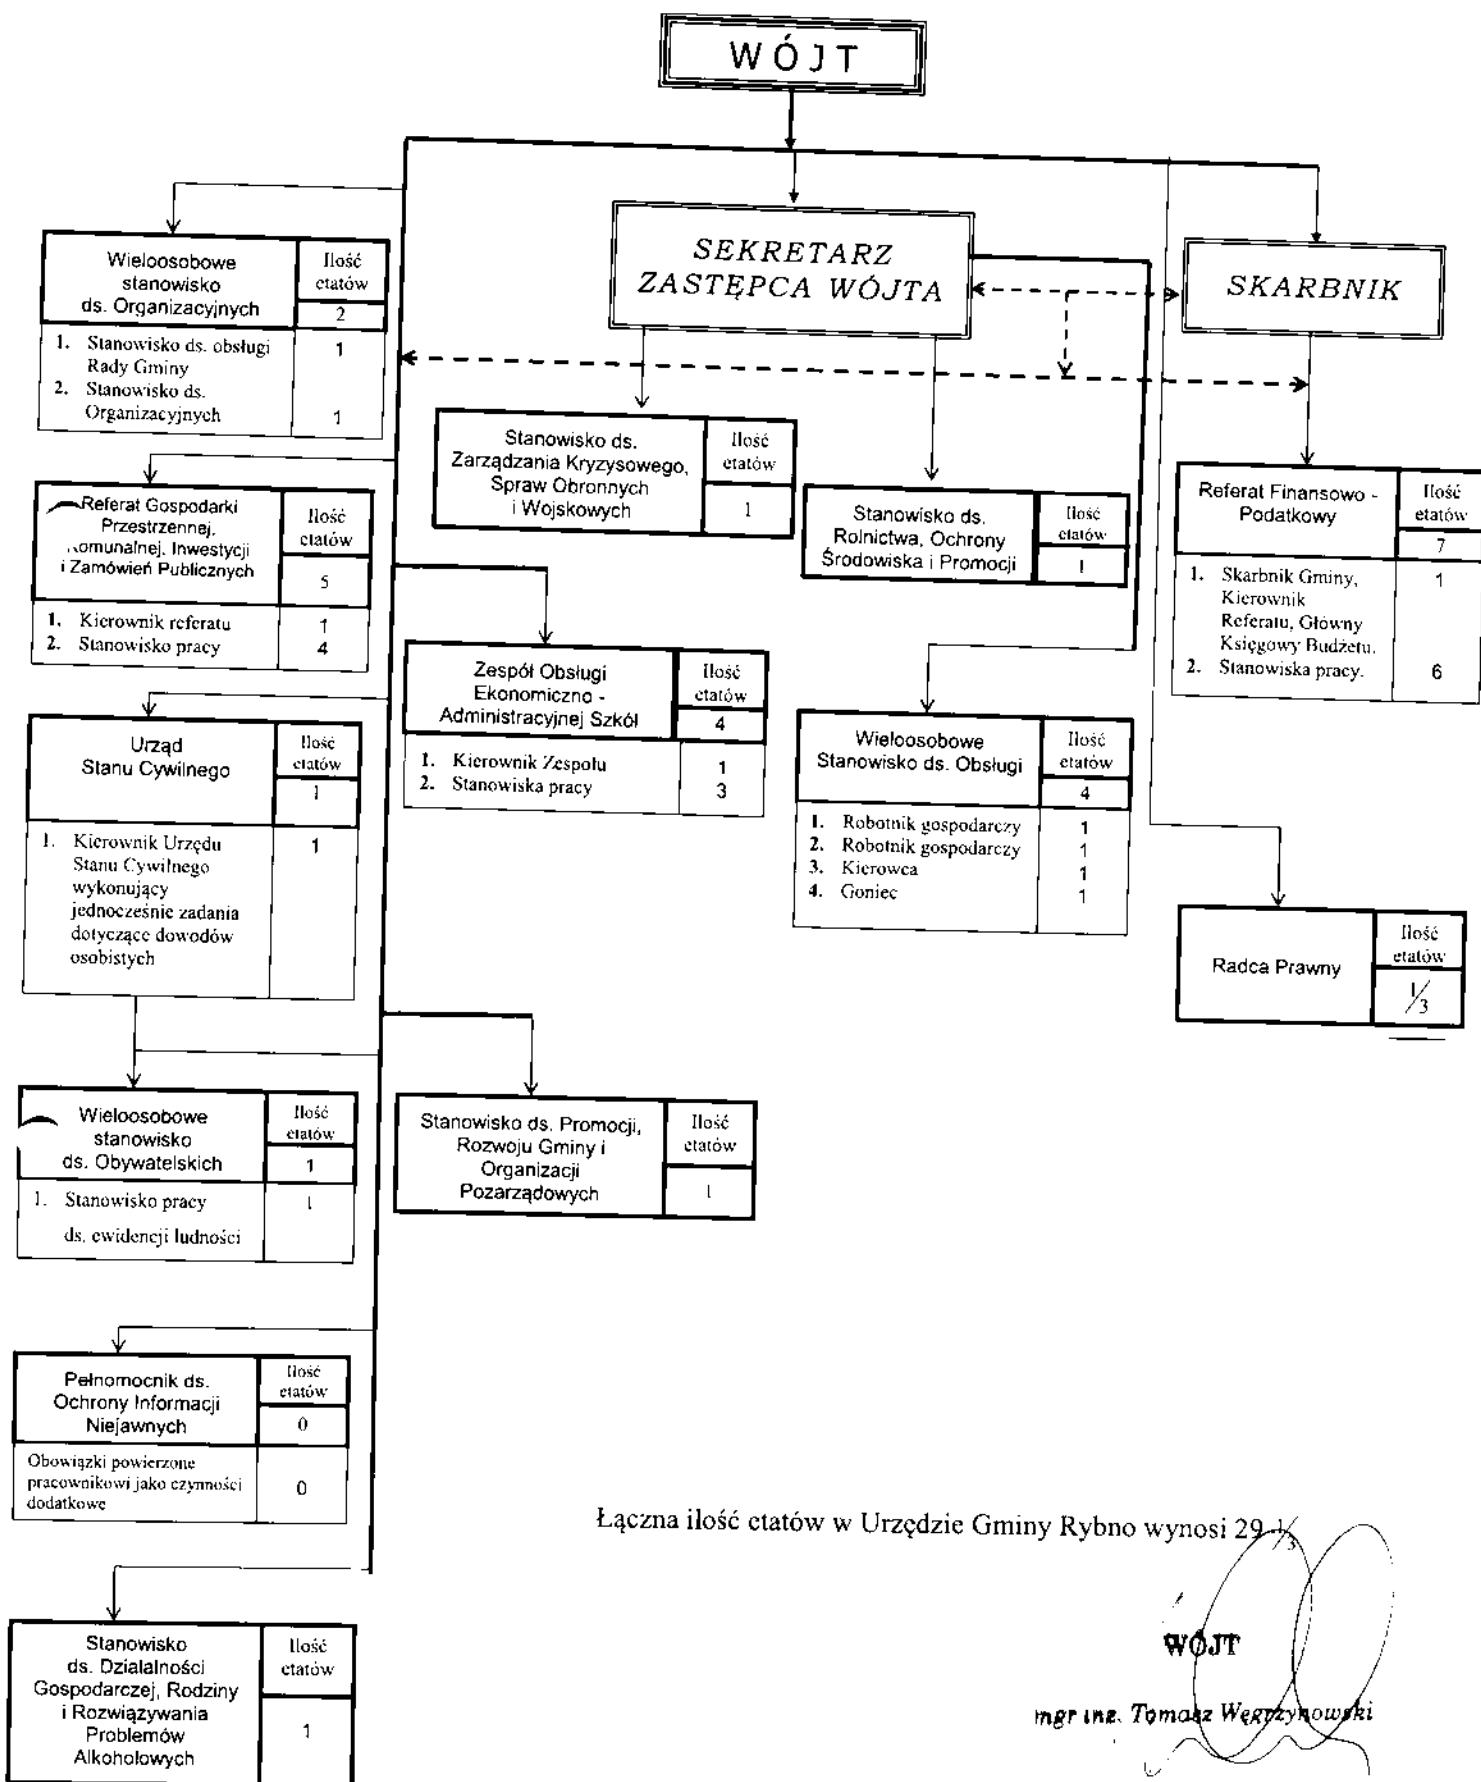 WÓJT
SEKRETARZ
ZASTĘPCA WÓJTA
SKARBNIK
Wieloosobowe
stanowisko
ds. Organizacyjnych
Ilość
etatów
2
1. Stanowisko ds. obsługi
Rady Gminy
1
2. Stanowisko ds.
Organizacyjnych
1
Referat Gospodarki
Przestrzennej,
Komunalnej, Inwestycji
i Zamówień Publicznych
Ilość
etatów
5
1. Kierownik referatu 1
2. Stanowisko pracy 4
Urząd
Stanu Cywilnego
Ilość
etatów
1
1. Kierownik Urzędu
Stanu Cywilnego
wykonujący
jednocześnie zadania
dotyczące dowodów
osobistych
1
Wieloosobowe
stanowisko
ds. Obywatelskich
Ilość
etatów
1
1. Stanowisko pracy
ds. ewidencji ludności
1
Pełnomocnik ds.
Ochrony Informacji
Niejawnych
Ilość
etatów
0
Obowiązki powierzone
pracownikowi jako czynności
dodatkowe
0
Stanowisko
ds. Działalności
Gospodarczej, Rodziny
i Rozwiązywania
Problemów
Alkoholowych
Ilość
etatów
1
Stanowisko ds.
Zarządzania Kryzysowego,
Spraw Obronnych
i Wojskowych
Ilość
etatów
1
Zespół Obsługi
Ekonomiczno -
Administracyjnej Szkół
Ilość
etatów
4
1. Kierownik Zespołu 1
2. Stanowiska pracy 3
Stanowisko ds. Promocji,
Rozwoju Gminy i
Organizacji
Pozarządowych
Ilość
etatów
1
Stanowisko ds.
Rolnictwa, Ochrony
Środowiska i Promocji
Ilość
etatów
1
Wieloosobowe
Stanowisko ds. Obsługi
Ilość
etatów
4
1. Robotnik gospodarczy 1
2. Robotnik gospodarczy 1
3. Kierowca 1
4. Goniec 1
Referat Finansowo -
Podatkowy
Ilość
etatów
7
1. Skarbnik Gminy,
Kierownik
Referatu, Główny
Księgowy Budżetu.
1
2. Stanowiska pracy. 6
Radca Prawny
Ilość
etatów
1/3
Łączna ilość etatów w Urzędzie Gminy Rybno wynosi 29 1/3
WÓJT
mgr inż. Tomasz Węgrzynowski